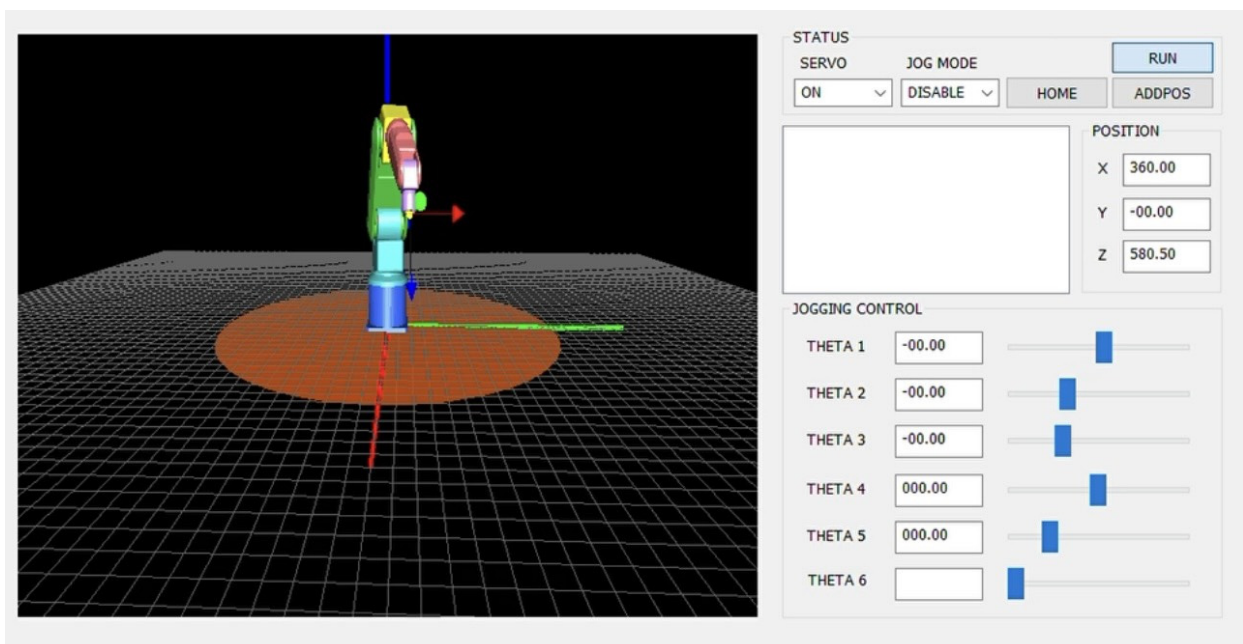 STATUS
SERVO JOG MODE RUN
ON DISABLE HOME ADDPOS
POSITION
X 360.00
Y -00.00
Z 580.50
JOGGING CONTROL
THETA 1 -00.00
THETA 2 -00.00
THETA 3 -00.00
THETA 4 000.00
THETA 5 000.00
THETA 6